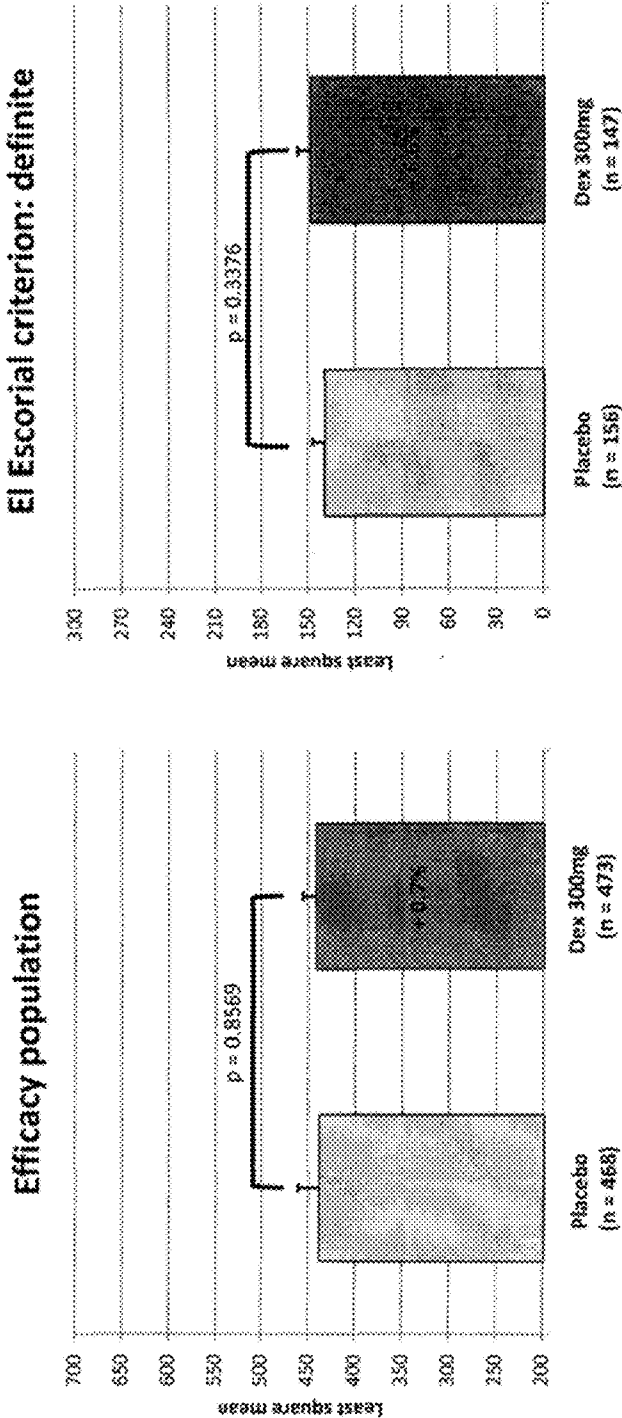 Efficacy population
Least square mean
700
650
600
550
500
450
400
350
300
250
200
p = 0.8569
+ 0.7%
Placebo
(n = 468)
Dex 300mg
(n = 473)
El Escorial criterion: definite
Least square mean
300
270
240
210
180
150
120
90
60
30
0
p = 0.3376
Placebo
(n = 156)
Dex 300mg
(n = 147)